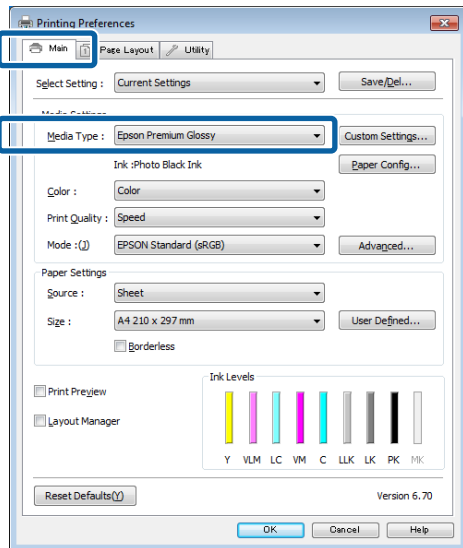 Printing Preferences
Main Page Layout Utility
Select Setting : Current Settings Save/Del...
Media Settings
Media Type : Epson Premium Glossy Custom Settings...
Ink :Photo Black Ink Paper Config...
Color : Color
Print Quality : Speed
Mode :(J) EPSON Standard (sRGB) Advanced...
Paper Settings
Source : Sheet
Size : A4 210 x 297 mm User Defined...
Borderless
Ink Levels
Print Preview
Layout Manager
Y VLM LC VM C LLK LK PK MK
Reset Defaults(Y) Version 6.70
OK Cancel Help